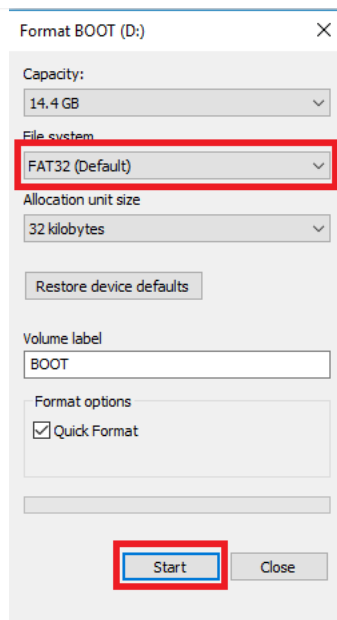 Format BOOT (D:)
Capacity:
14.4 GB
File system
FAT32 (Default)
Allocation unit size
32 kilobytes
Restore device defaults
Volume label
BOOT
Format options
Quick Format
Start Close